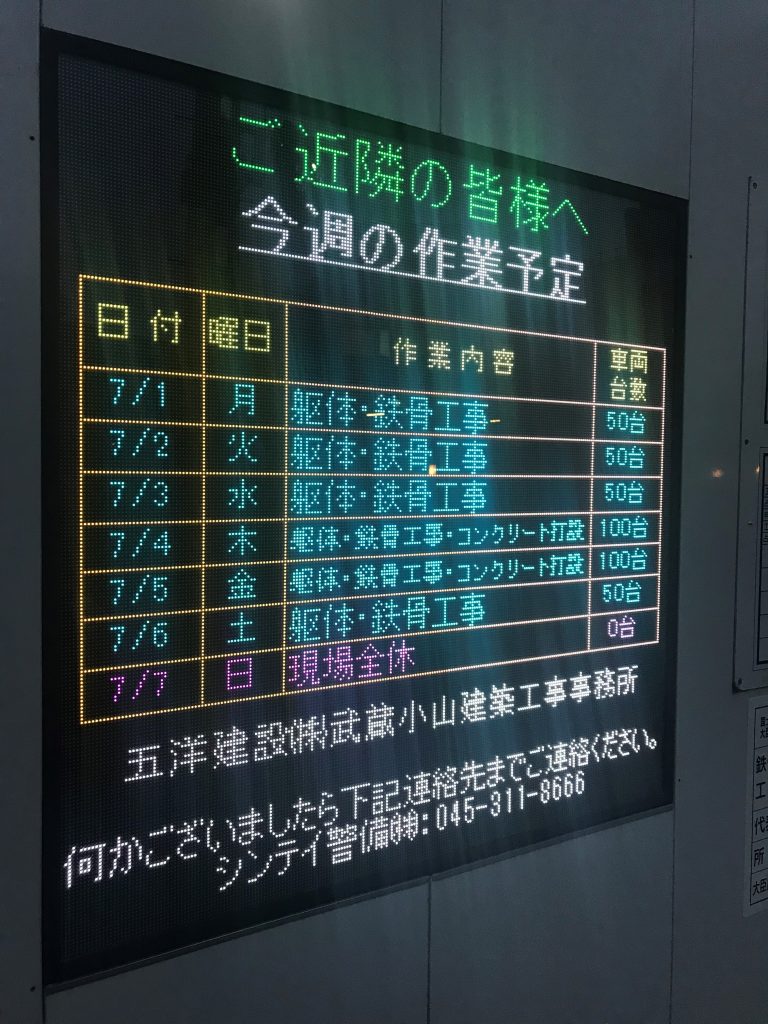 ご近隣の皆様へ
今週の作業予定
日付 曜日 作業内容 車両台数
7/1 月 躯体・鉄骨工事 50台
7/2 火 躯体・鉄骨工事 50台
7/3 水 躯体・鉄骨工事 50台
7/4 木 躯体・鉄骨工事・コンクリート打設 100台
7/5 金 躯体・鉄骨工事・コンクリート打設 100台
7/6 土 躯体・鉄骨工事 50台
7/7 日 現場全休 0台
五洋建設㈱武蔵小山建築工事事務所
何かございましたら下記連絡先までご連絡ください。
シンテイ警備㈱:045-311-8666
鉄
工
代
所
大臣